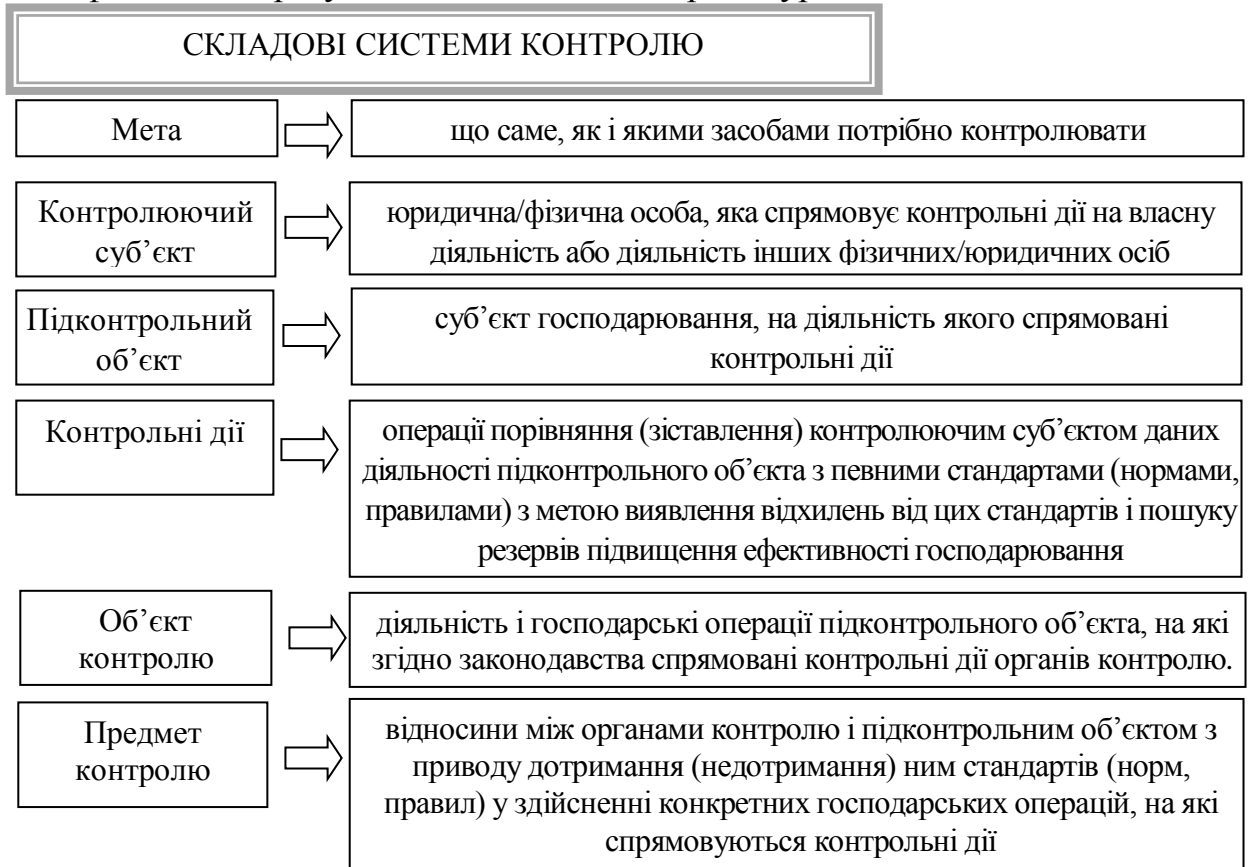 СКЛАДОВІ СИСТЕМИ КОНТРОЛЮ
Мета
що саме, як і якими засобами потрібно контролювати
Контролюючий
суб’єкт
юридична/фізична особа, яка спрямовує контрольні дії на власну
діяльність або діяльність інших фізичних/юридичних осіб
Підконтрольний
об’єкт
суб’єкт господарювання, на діяльність якого спрямовані
контрольні дії
Контрольні дії
операції порівняння (зіставлення) контролюючим суб’єктом даних
діяльності підконтрольного об’єкта з певними стандартами (нормами,
правилами) з метою виявлення відхилень від цих стандартів і пошуку
резервів підвищення ефективності господарювання
Об’єкт
контролю
діяльність і господарські операції підконтрольного об’єкта, на які
згідно законодавства спрямовані контрольні дії органів контролю.
Предмет
контролю
відносини між органами контролю і підконтрольним об’єктом з
приводу дотримання (недотримання) ним стандартів (норм,
правил) у здійсненні конкретних господарських операцій, на які
спрямовуються контрольні дії